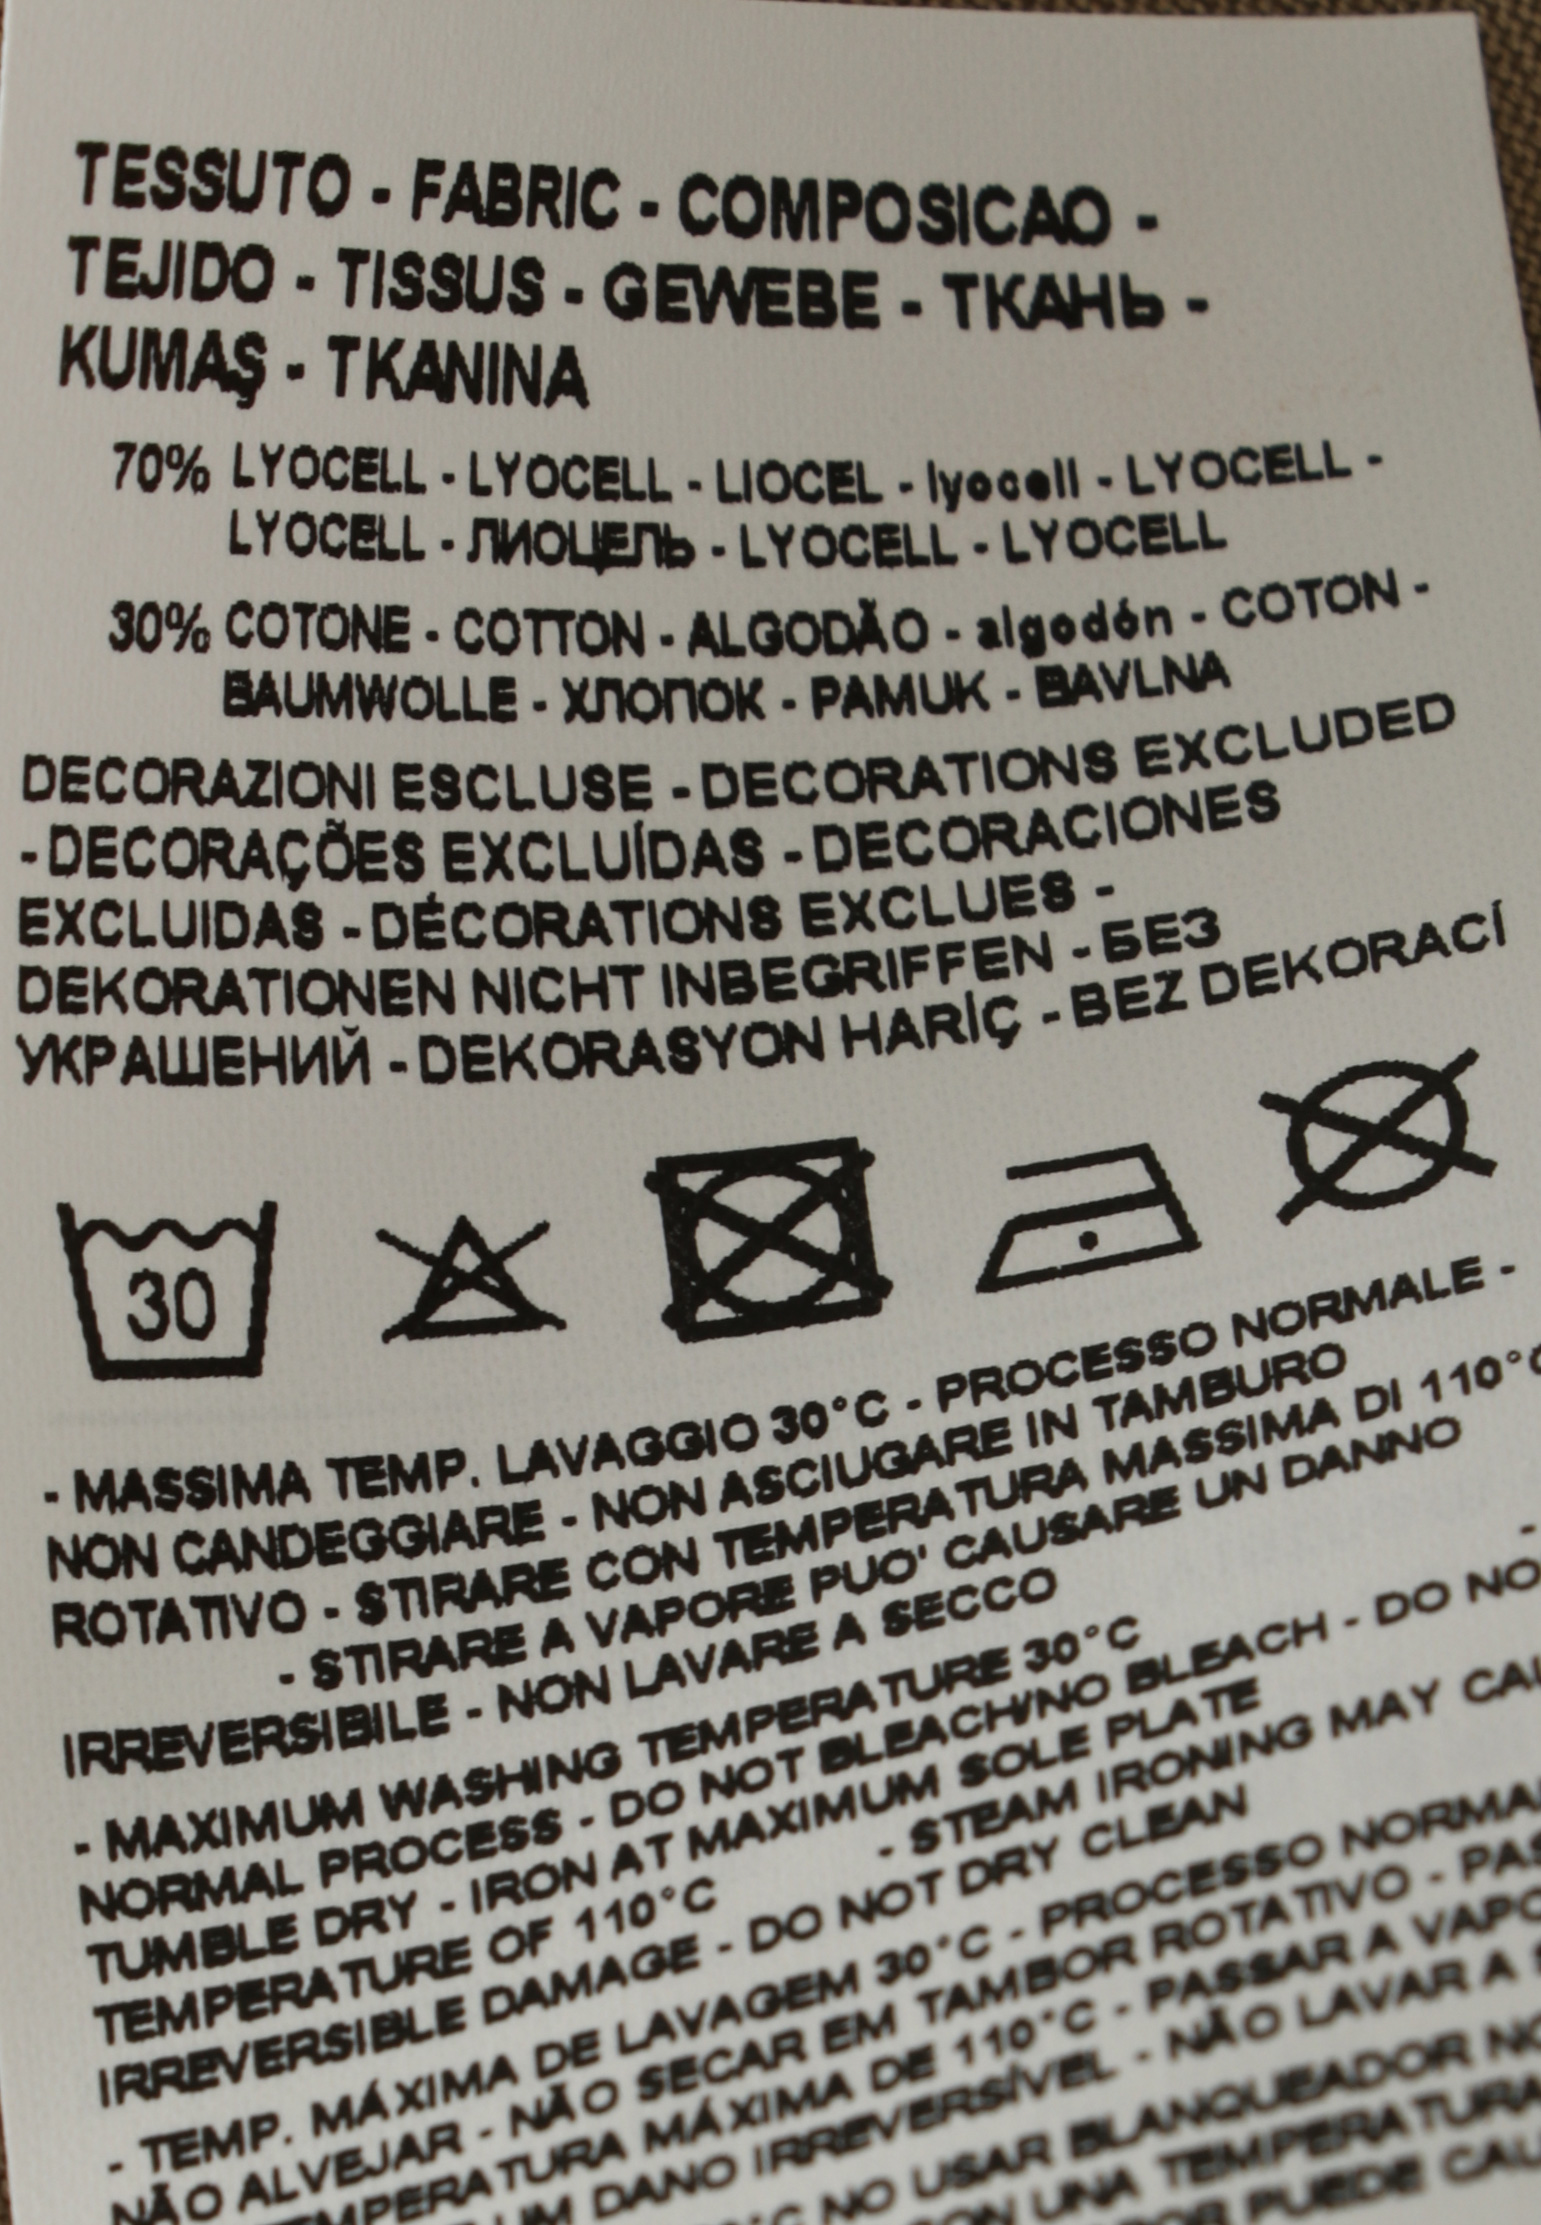 TESSUTO - FABRIC - COMPOSICAO -
TEJIDO - TISSUS - GEWEBE - ТКАНЬ -
KUMAŞ - TKANINA
70% LYOCELL - LYOCELL - LIOCEL - lyocell - LYOCELL -
LYOCELL - ЛИОЦЕЛЬ - LYOCELL - LYOCELL
30% COTONE - COTTON - ALGODÃO - algodón - COTON -
BAUMWOLLE - ХЛОПОК - PAMUK - BAVLNA
DECORAZIONI ESCLUSE - DECORATIONS EXCLUDED
- DECORAÇÕES EXCLUÍDAS - DECORACIONES
EXCLUIDAS - DÉCORATIONS EXCLUES -
DEKORATIONEN NICHT INBEGRIFFEN - БЕЗ
УКРАШЕНИЙ - DEKORASYON HARİÇ - BEZ DEKORACÍ
30
- MASSIMA TEMP. LAVAGGIO 30°C - PROCESSO NORMALE -
NON CANDEGGIARE - NON ASCIUGARE IN TAMBURO
ROTATIVO - STIRARE CON TEMPERATURA MASSIMA DI 110°C
- STIRARE A VAPORE PUO' CAUSARE UN DANNO
IRREVERSIBILE - NON LAVARE A SECCO
- MAXIMUM WASHING TEMPERATURE 30°C -
NORMAL PROCESS - DO NOT BLEACH/NO BLEACH - DO NO
TUMBLE DRY - IRON AT MAXIMUM SOLE PLATE
TEMPERATURE OF 110°C - STEAM IRONING MAY CAU
IRREVERSIBLE DAMAGE - DO NOT DRY CLEAN
- TEMP. MÁXIMA DE LAVAGEM 30°C - PROCESSO NORMA
NÃO ALVEJAR - NÃO SECAR EM TAMBOR ROTATIVO - PAS
TEMPERATURA MÁXIMA DE 110°C - PASSAR A VAPO
UM DANO IRREVERSÍVEL - NÃO LAVAR A
°C NO USAR BLANQUEADOR NO
CON UNA TEMPERATURA
PUEDE CAU